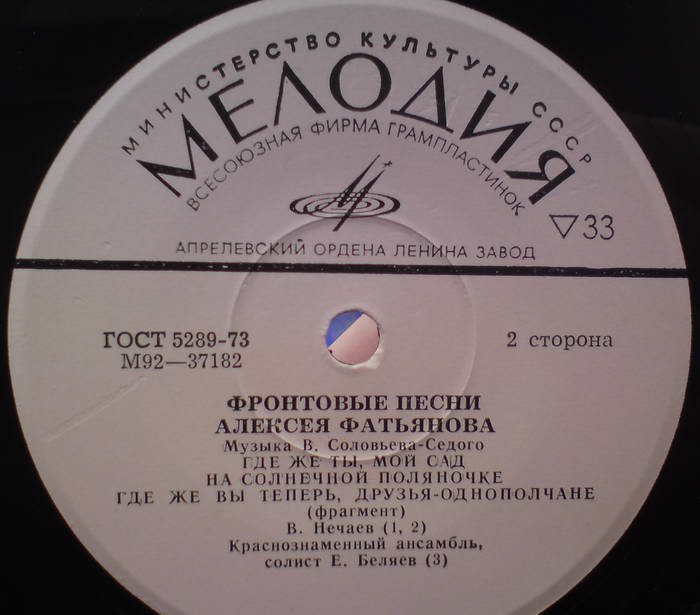 МИНИСТЕРСТВО КУЛЬТУРЫ СССР
МЕЛОДИЯ
ВСЕСОЮЗНАЯ ФИРМА ГРАМПЛАСТИНОК
▽33
АПРЕЛЕВСКИЙ ОРДЕНА ЛЕНИНА ЗАВОД
ГОСТ 5289-73
М92—37182
2 сторона
ФРОНТОВЫЕ ПЕСНИ
АЛЕКСЕЯ ФАТЬЯНОВА
Музыка В. Соловьева-Седого
ГДЕ ЖЕ ТЫ, МОЙ САД
НА СОЛНЕЧНОЙ ПОЛЯНОЧКЕ
ГДЕ ЖЕ ВЫ ТЕПЕРЬ, ДРУЗЬЯ-ОДНОПОЛЧАНЕ
(фрагмент)
В. Нечаев (1, 2)
Краснознаменный ансамбль,
солист Е. Беляев (3)